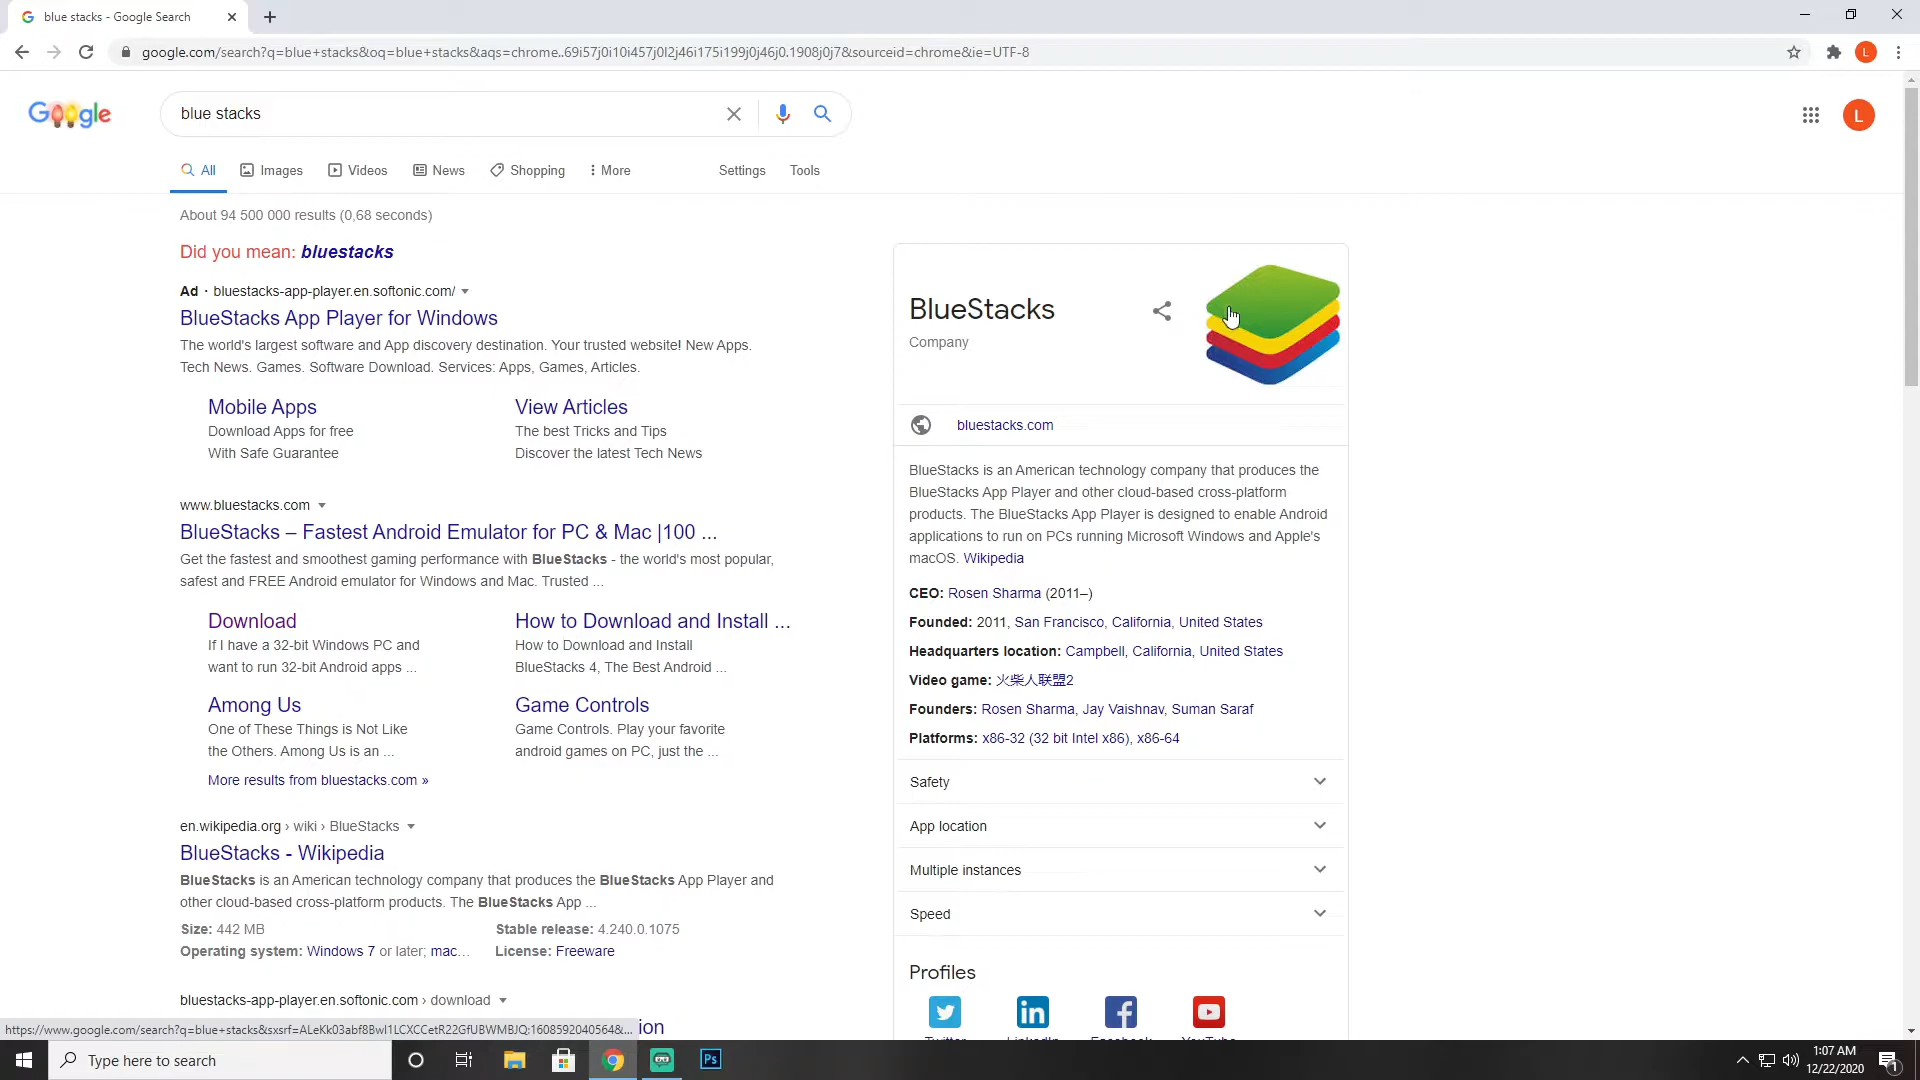 blue stacks - Google Search
google.com/search?q=blue+stacks&oq=blue+stacks&aqs=chrome..69i57j0i10i457j0l2j46i175i199j0j46j0.1908j0j7&sourceid=chrome&ie=UTF-8
L
Google
blue stacks
L
All
Images
Videos
News
Shopping
More
Settings
Tools
About 94 500 000 results (0,68 seconds)
Did you mean: bluestacks
Ad · bluestacks-app-player.en.softonic.com/
BlueStacks App Player for Windows
The world's largest software and App discovery destination. Your trusted website! New Apps.
Tech News. Games. Software Download. Services: Apps, Games, Articles.
Mobile Apps
Download Apps for free
With Safe Guarantee
View Articles
The best Tricks and Tips
Discover the latest Tech News
www.bluestacks.com
BlueStacks – Fastest Android Emulator for PC & Mac |100 ...
Get the fastest and smoothest gaming performance with BlueStacks - the world's most popular,
safest and FREE Android emulator for Windows and Mac. Trusted ...
Download
If I have a 32-bit Windows PC and
want to run 32-bit Android apps ...
How to Download and Install ...
How to Download and Install
BlueStacks 4, The Best Android ...
Among Us
One of These Things is Not Like
the Others. Among Us is an ...
Game Controls
Game Controls. Play your favorite
android games on PC, just the ...
More results from bluestacks.com »
en.wikipedia.org › wiki › BlueStacks
BlueStacks - Wikipedia
BlueStacks is an American technology company that produces the BlueStacks App Player and
other cloud-based cross-platform products. The BlueStacks App ...
Size: 442 MB
Stable release: 4.240.0.1075
Operating system: Windows 7 or later; mac...
License: Freeware
bluestacks-app-player.en.softonic.com › download
ion
BlueStacks
Company
bluestacks.com
BlueStacks is an American technology company that produces the
BlueStacks App Player and other cloud-based cross-platform
products. The BlueStacks App Player is designed to enable Android
applications to run on PCs running Microsoft Windows and Apple's
macOS. Wikipedia
CEO: Rosen Sharma (2011–)
Founded: 2011, San Francisco, California, United States
Headquarters location: Campbell, California, United States
Video game: 火柴人联盟2
Founders: Rosen Sharma, Jay Vaishnav, Suman Saraf
Platforms: x86-32 (32 bit Intel x86), x86-64
Safety
App location
Multiple instances
Speed
Profiles
Twitter
LinkedIn
Facebook
YouTube
https://www.google.com/search?q=blue+stacks&sxsrf=ALeKk03abf8BwI1LCXCCetR22GfUBWMBJQ:1608592040564&...
Type here to search
Ps
1:07 AM
12/22/2020
1